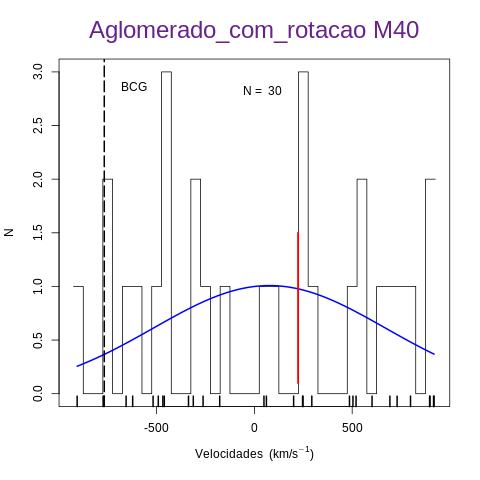 Aglomerado_com_rotacao M40
BCG
N = 30
3.0
2.5
2.0
1.5
1.0
0.5
0.0
N
-500 0 500
Velocidades (km/s⁻¹)